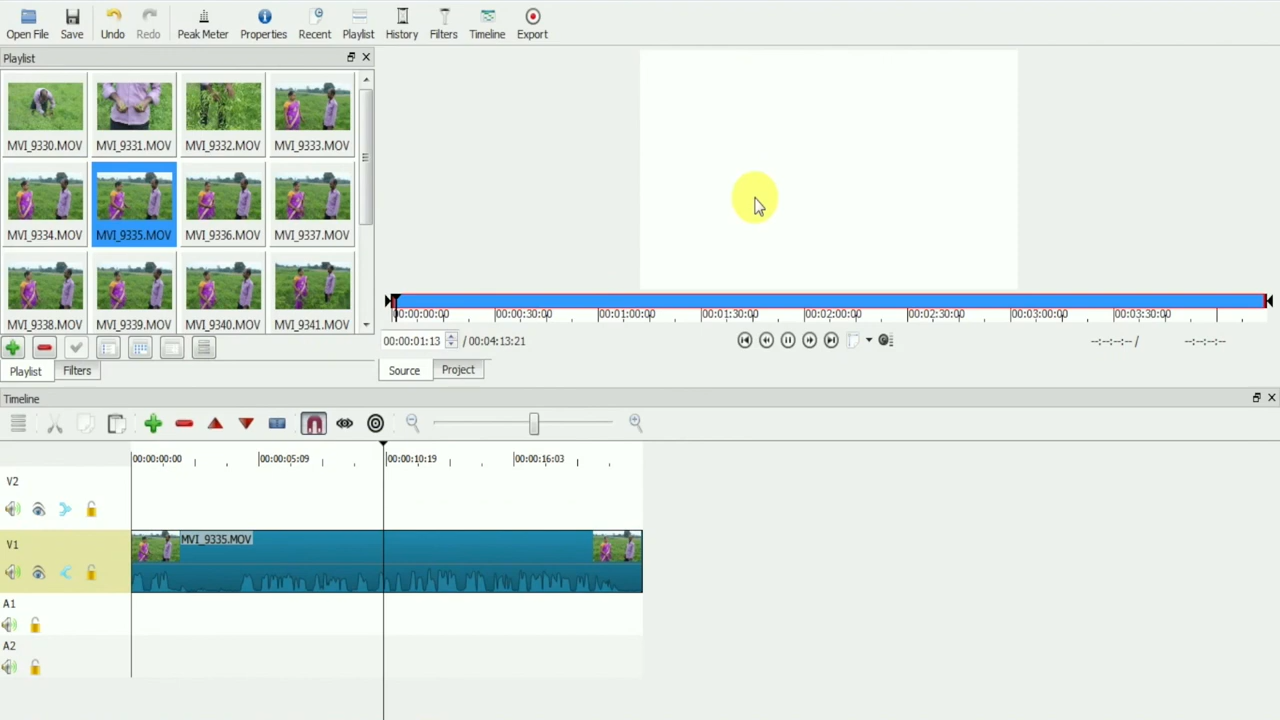 Open File Save Undo Redo Peak Meter Properties Recent Playlist History Filters Timeline Export
Playlist
MVI_9330.MOV MVI_9331.MOV MVI_9332.MOV MVI_9333.MOV
MVI_9334.MOV MVI_9335.MOV MVI_9336.MOV MVI_9337.MOV
MVI_9338.MOV MVI_9339.MOV MVI_9340.MOV MVI_9341.MOV
00:00:00:00 00:00:30:00 00:01:00:00 00:01:30:00 00:02:00:00 00:02:30:00 00:03:00:00 00:03:30:00
00:00:01:13 / 00:04:13:21 --:--:--:-- / --:--:--:--
Playlist Filters Source Project
Timeline
00:00:00:00 00:00:05:09 00:00:10:19 00:00:16:03
V2
V1 MVI_9335.MOV
A1
A2